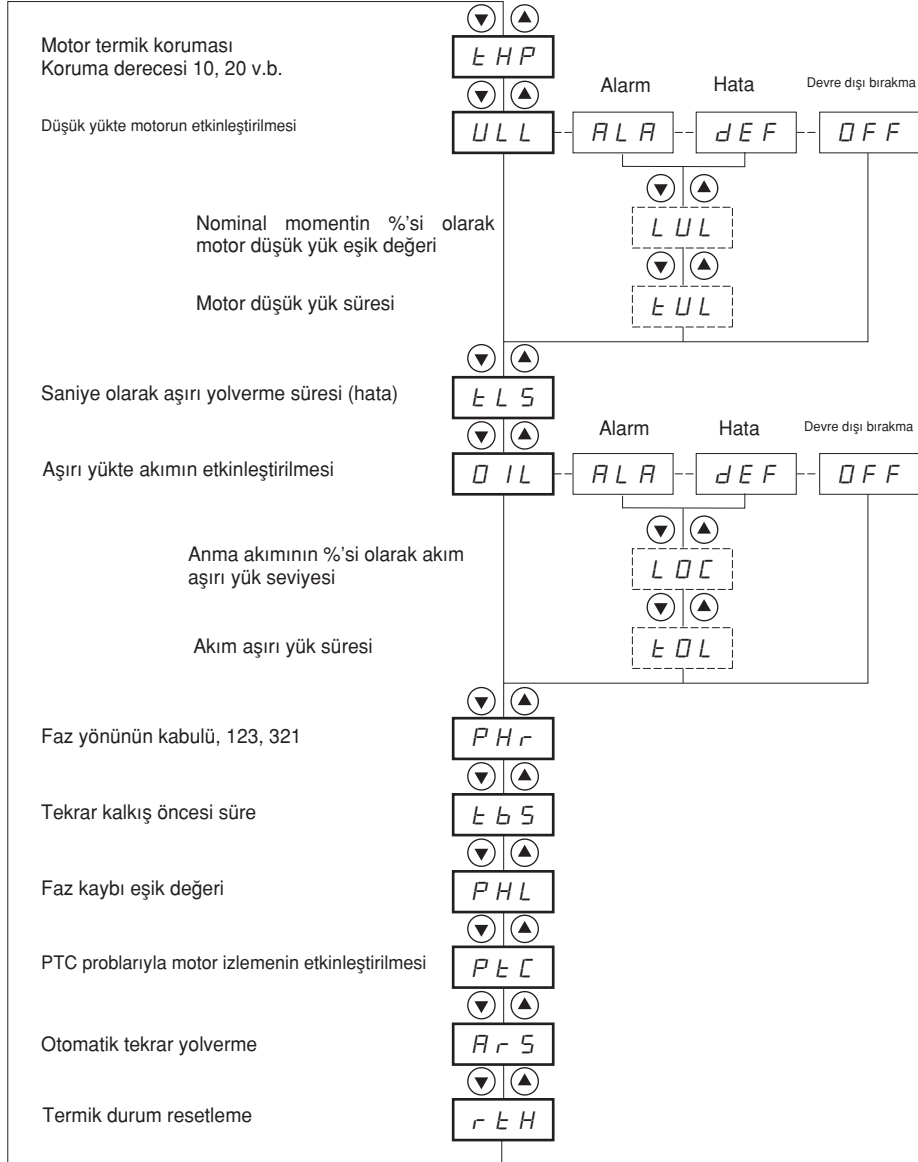 Motor termik koruması
Koruma derecesi 10, 20 v.b.
tHP
Alarm
Hata
Devre dışı bırakma
Düşük yükte motorun etkinleştirilmesi
ULL
ALA
dEF
OFF
Nominal momentin %'si olarak
motor düşük yük eşik değeri
LUL
Motor düşük yük süresi
tUL
Saniye olarak aşırı yolverme süresi (hata)
tLS
Alarm
Hata
Devre dışı bırakma
Aşırı yükte akımın etkinleştirilmesi
OIL
ALA
dEF
OFF
Anma akımının %'si olarak akım
aşırı yük seviyesi
LOC
Akım aşırı yük süresi
tOL
Faz yönünün kabulü, 123, 321
PHr
Tekrar kalkış öncesi süre
tbS
Faz kaybı eşik değeri
PHL
PTC problarıyla motor izlemenin etkinleştirilmesi
PtC
Otomatik tekrar yolverme
ArS
Termik durum resetleme
rtH